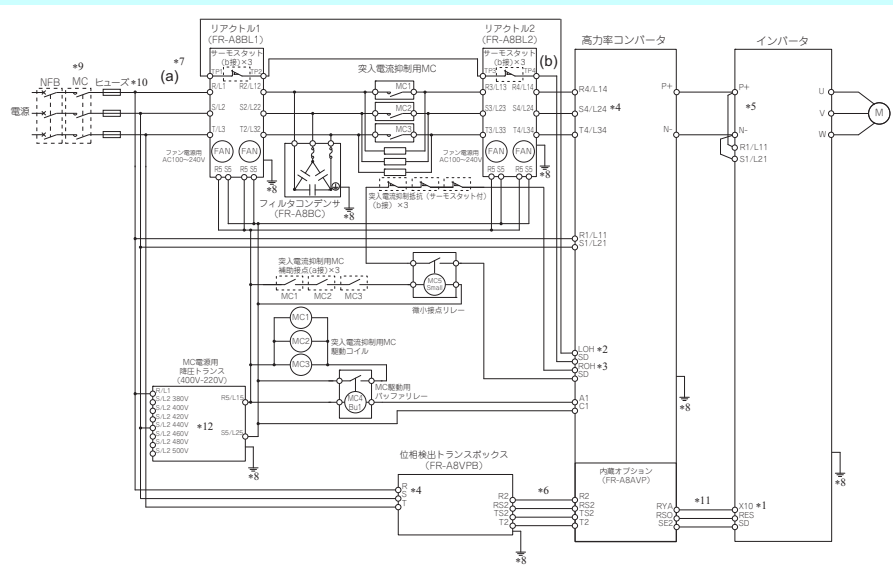 リアクトル1
(FR-A8BL1)
リアクトル2
(FR-A8BL2)
高力率コンバータ
インバータ
*7
サーモスタット
(b接)×3
サーモスタット
(b接)×3
*9
NFB
MC
ヒューズ*10
(a)
(b)
TP1
TP2
TP3
TP4
突入電流抑制用MC
電源
R/L1
R2/L12
MC1
R3/L13
R4/L14
R4/L14
P+
P+
U
S/L2
S2/L22
MC2
S3/L23
S4/L24
S4/L24
*4
*5
V
M
T/L3
T2/L32
MC3
T3/L33
T4/L34
T4/L34
N-
N-
W
R1/L11
S1/L21
ファン電源用
AC100~240V
FAN
FAN
ファン電源用
AC100~240V
FAN
FAN
R5 S5
R5 S5
*8
R5 S5
R5 S5
*8
*8
フィルタコンデンサ
(FR-A8BC)
突入電流抑制抵抗(サーモスタット付)
(b接)×3
R1/L11
S1/L21
突入電流抑制用MC
補助接点(a接)×3
MC1
MC2
MC3
MC5
Small
微小接点リレー
MC1
MC2
MC3
突入電流抑制用MC
駆動コイル
LOH *2
SD
ROH *3
SD
MC電源用
降圧トランス
(400V-220V)
R/L1
S/L2 380V
S/L2 400V
S/L2 420V
S/L2 440V
S/L2 460V
S/L2 480V
S/L2 500V
*12
R5/L15
S5/L25
*8
MC4
Bu1
MC駆動用
バッファリレー
A1
C1
*8
位相検出トランスボックス
(FR-A8VPB)
R
S
T
*4
R2
RS2
TS2
T2
*6
*8
内蔵オプション
(FR-A8AVP)
R2
RS2
TS2
T2
RYA
RSO
SE2
*11
X10 *1
RES
SD
*8